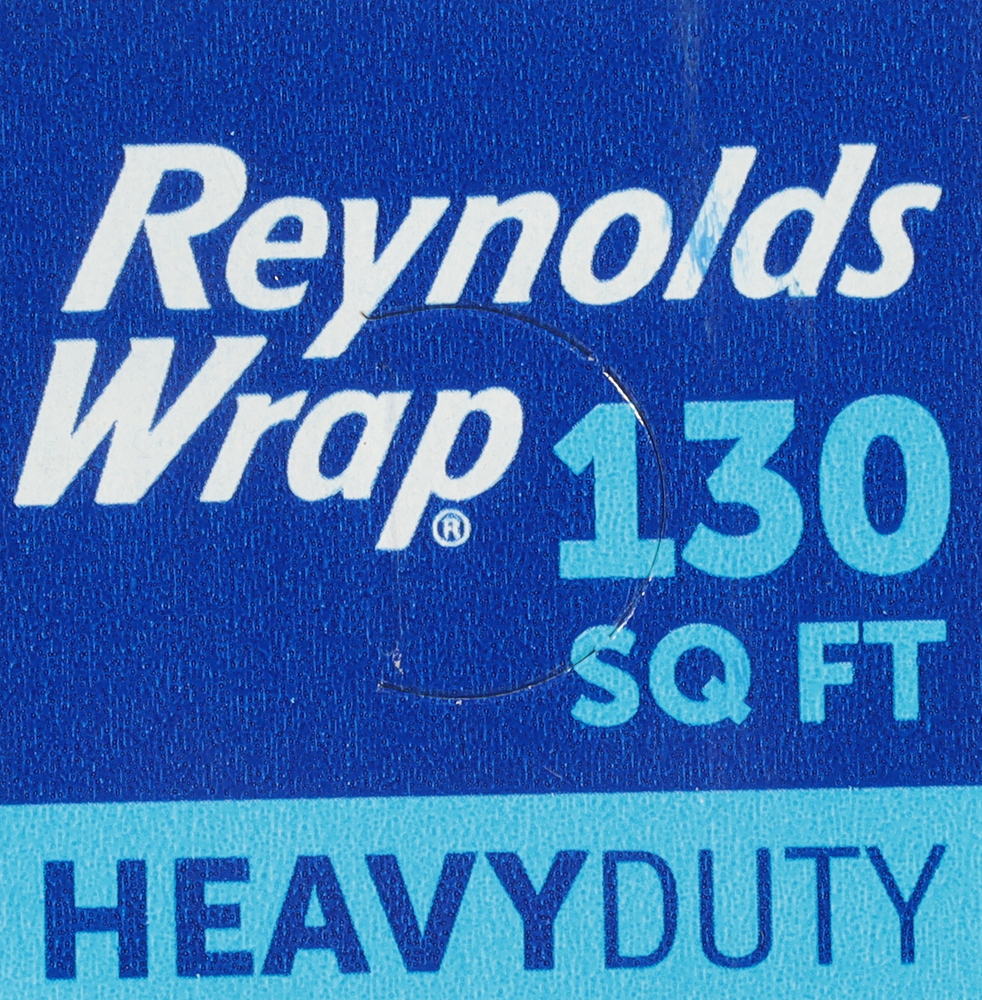 Reynolds
Wrap®
130
SQ FT
HEAVYDUTY